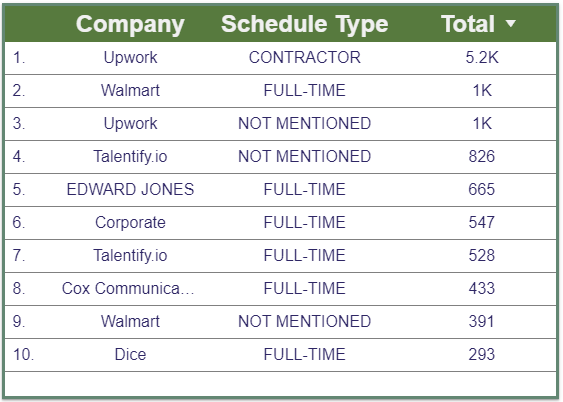 Company Schedule Type Total
1. Upwork CONTRACTOR 5.2K
2. Walmart FULL-TIME 1K
3. Upwork NOT MENTIONED 1K
4. Talentify.io NOT MENTIONED 826
5. EDWARD JONES FULL-TIME 665
6. Corporate FULL-TIME 547
7. Talentify.io FULL-TIME 528
8. Cox Communica... FULL-TIME 433
9. Walmart NOT MENTIONED 391
10. Dice FULL-TIME 293